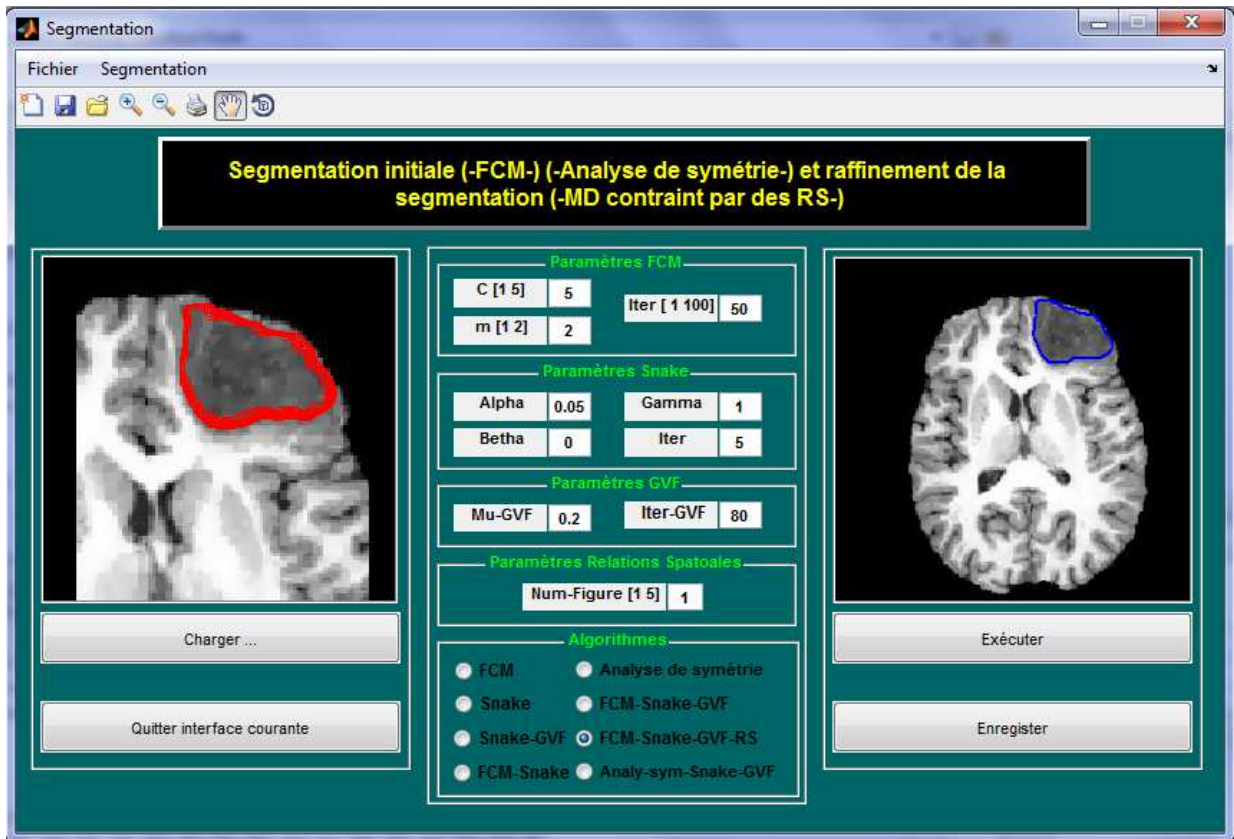 Segmentation
Fichier Segmentation
Segmentation initiale (-FCM-) (-Analyse de symétrie-) et raffinement de la
segmentation (-MD contraint par des RS-)
Paramètres FCM
C [1 5] 5
Iter [ 1 100] 50
m [1 2] 2
Paramètres Snake
Alpha 0.05 Gamma 1
Betha 0 Iter 5
Paramètres GVF
Mu-GVF 0.2 Iter-GVF 80
Paramètres Relations Spatoales
Num-Figure [1 5] 1
Algorithmes
FCM Analyse de symétrie
Snake FCM-Snake-GVF
Snake-GVF FCM-Snake-GVF-RS
FCM-Snake Analy-sym-Snake-GVF
Charger ...
Quitter interface courante
Exécuter
Enregister